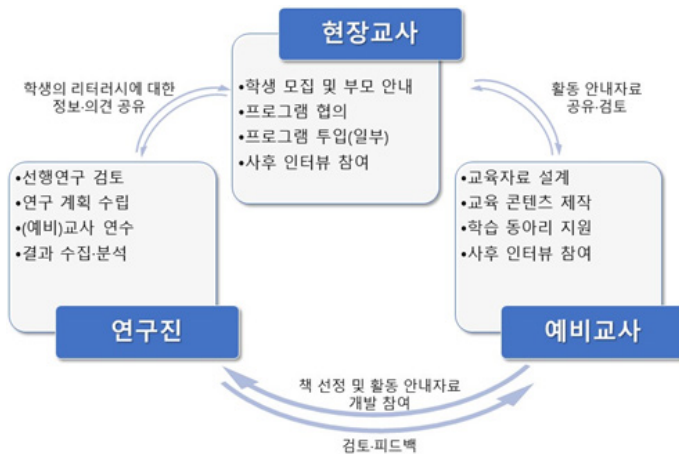 현장교사
•학생 모집 및 부모 안내
•프로그램 협의
•프로그램 투입(일부)
•사후 인터뷰 참여
학생의 리터러시에 대한
정보·의견 공유
활동 안내자료
공유·검토
•선행연구 검토
•연구 계획 수립
•(예비)교사 연수
•결과 수집·분석
연구진
•교육자료 설계
•교육 콘텐츠 제작
•학습 동아리 지원
•사후 인터뷰 참여
예비교사
책 선정 및 활동 안내자료
개발 참여
검토·피드백